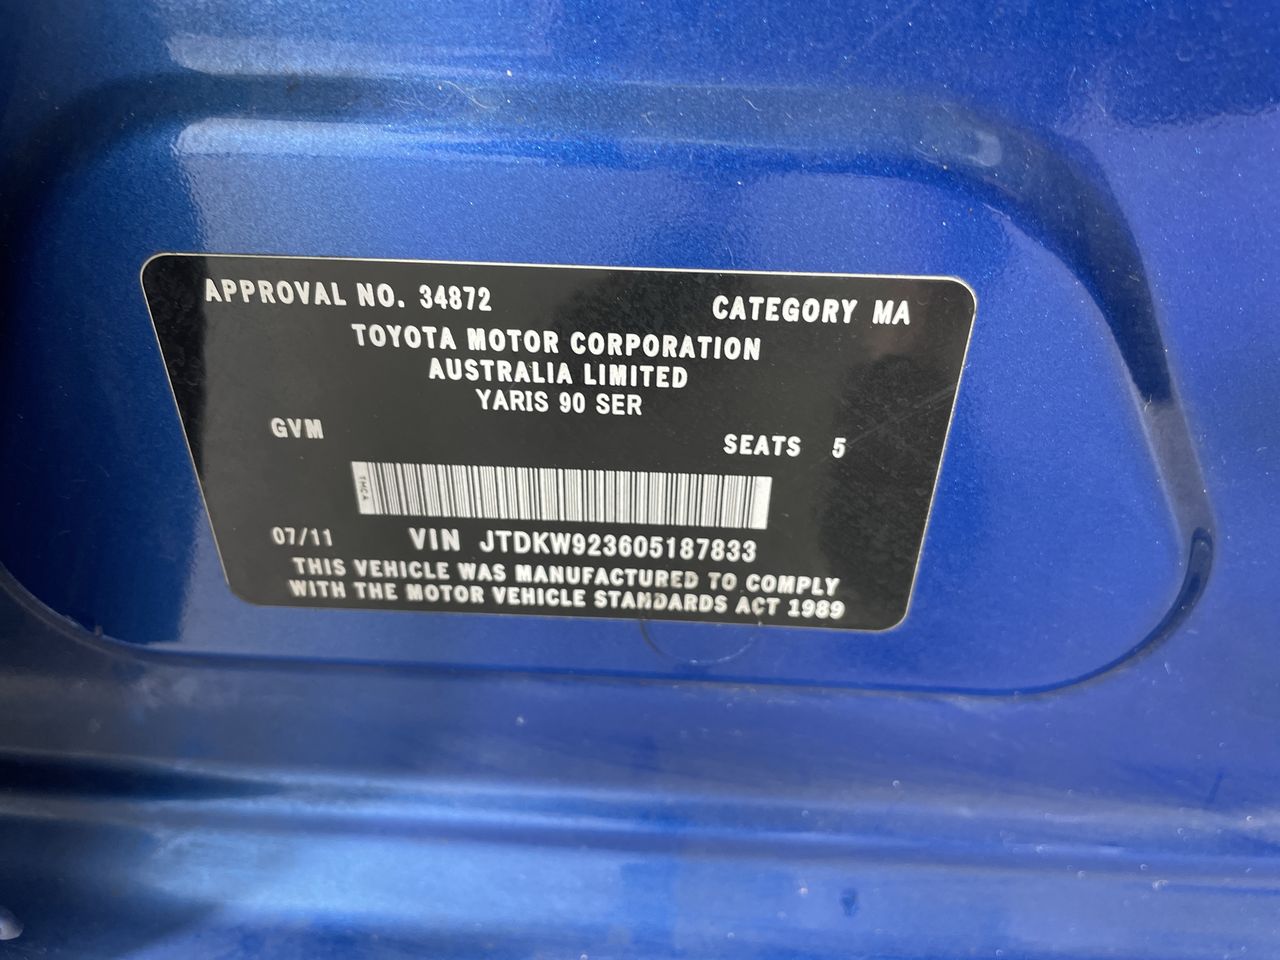 APPROVAL NO. 34872 CATEGORY MA
TOYOTA MOTOR CORPORATION
AUSTRALIA LIMITED
YARIS 90 SER
GVM SEATS 5
TMCA
07/11 VIN JTDKW923605187833
THIS VEHICLE WAS MANUFACTURED TO COMPLY
WITH THE MOTOR VEHICLE STANDARDS ACT 1989